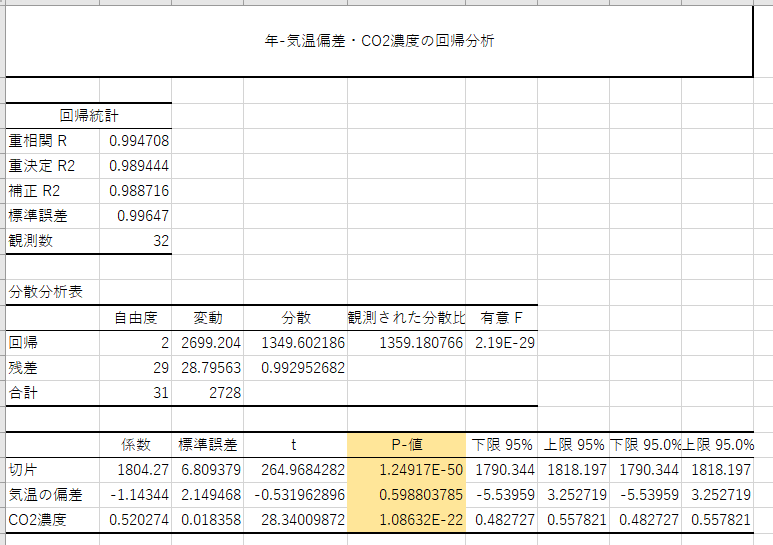 年-気温偏差・CO2濃度の回帰分析
回帰統計
重相関 R 0.994708
重決定 R2 0.989444
補正 R2 0.988716
標準誤差 0.99647
観測数 32
分散分析表
自由度 変動 分散 観測された分散比 有意 F
回帰 2 2699.204 1349.602186 1359.180766 2.19E-29
残差 29 28.79563 0.992952682
合計 31 2728
係数 標準誤差 t P-値 下限 95% 上限 95% 下限 95.0% 上限 95.0%
切片 1804.27 6.809379 264.9684282 1.24917E-50 1790.344 1818.197 1790.344 1818.197
気温の偏差 -1.14344 2.149468 -0.531962896 0.598803785 -5.53959 3.252719 -5.53959 3.252719
CO2濃度 0.520274 0.018358 28.34009872 1.08632E-22 0.482727 0.557821 0.482727 0.557821